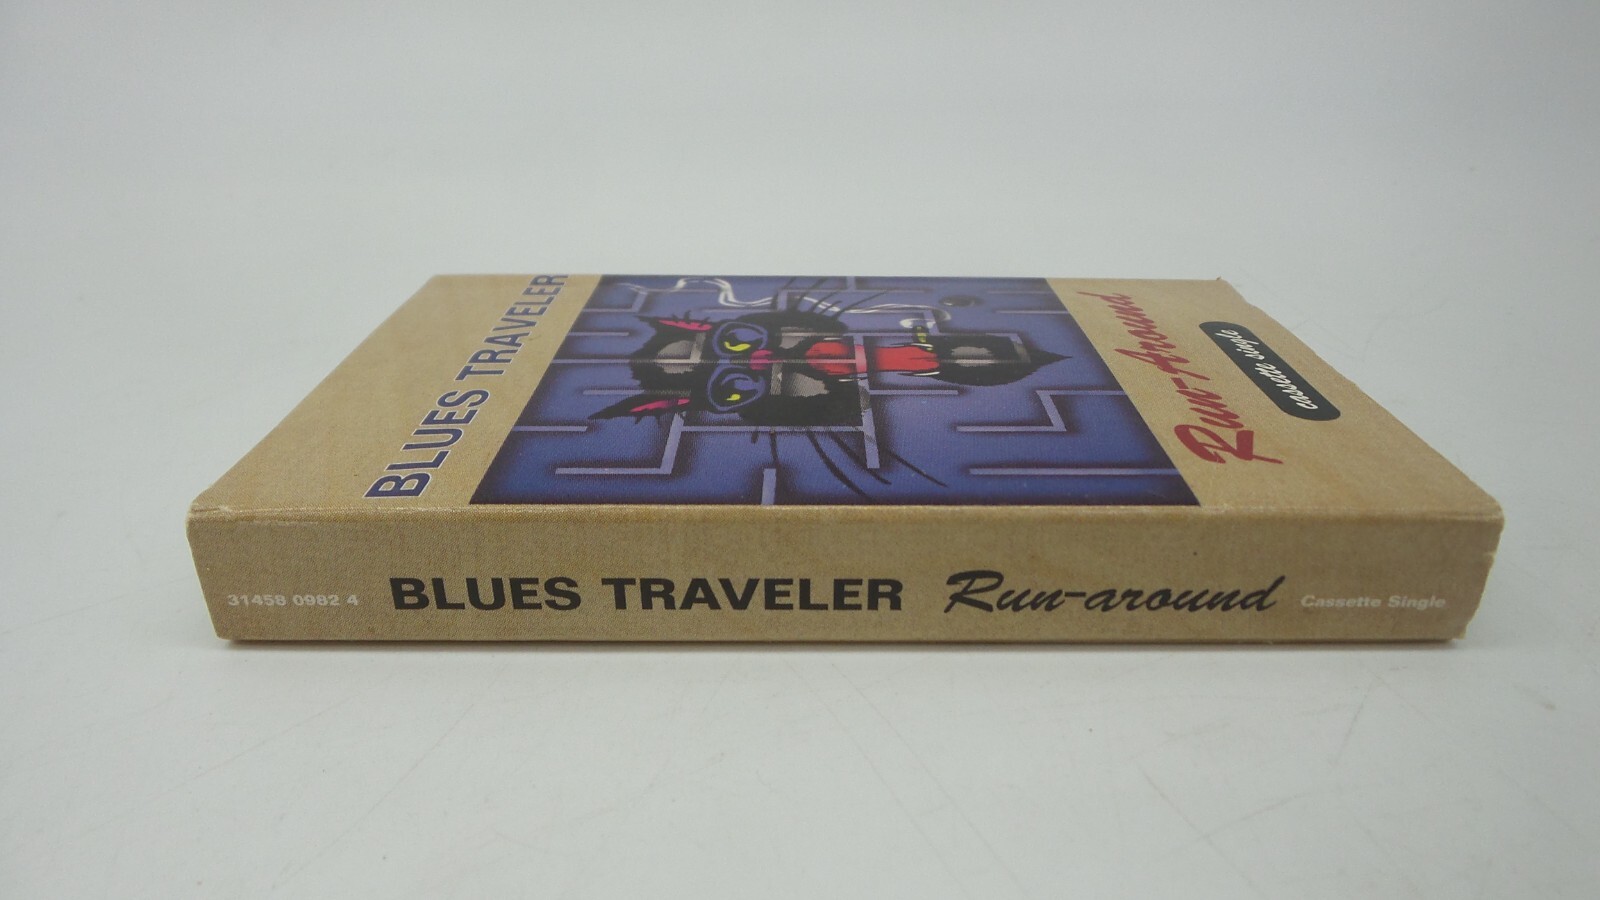 BLUES TRAVELER
Run-Around
cassette single
31458 0982 4 BLUES TRAVELER Run-around Cassette Single